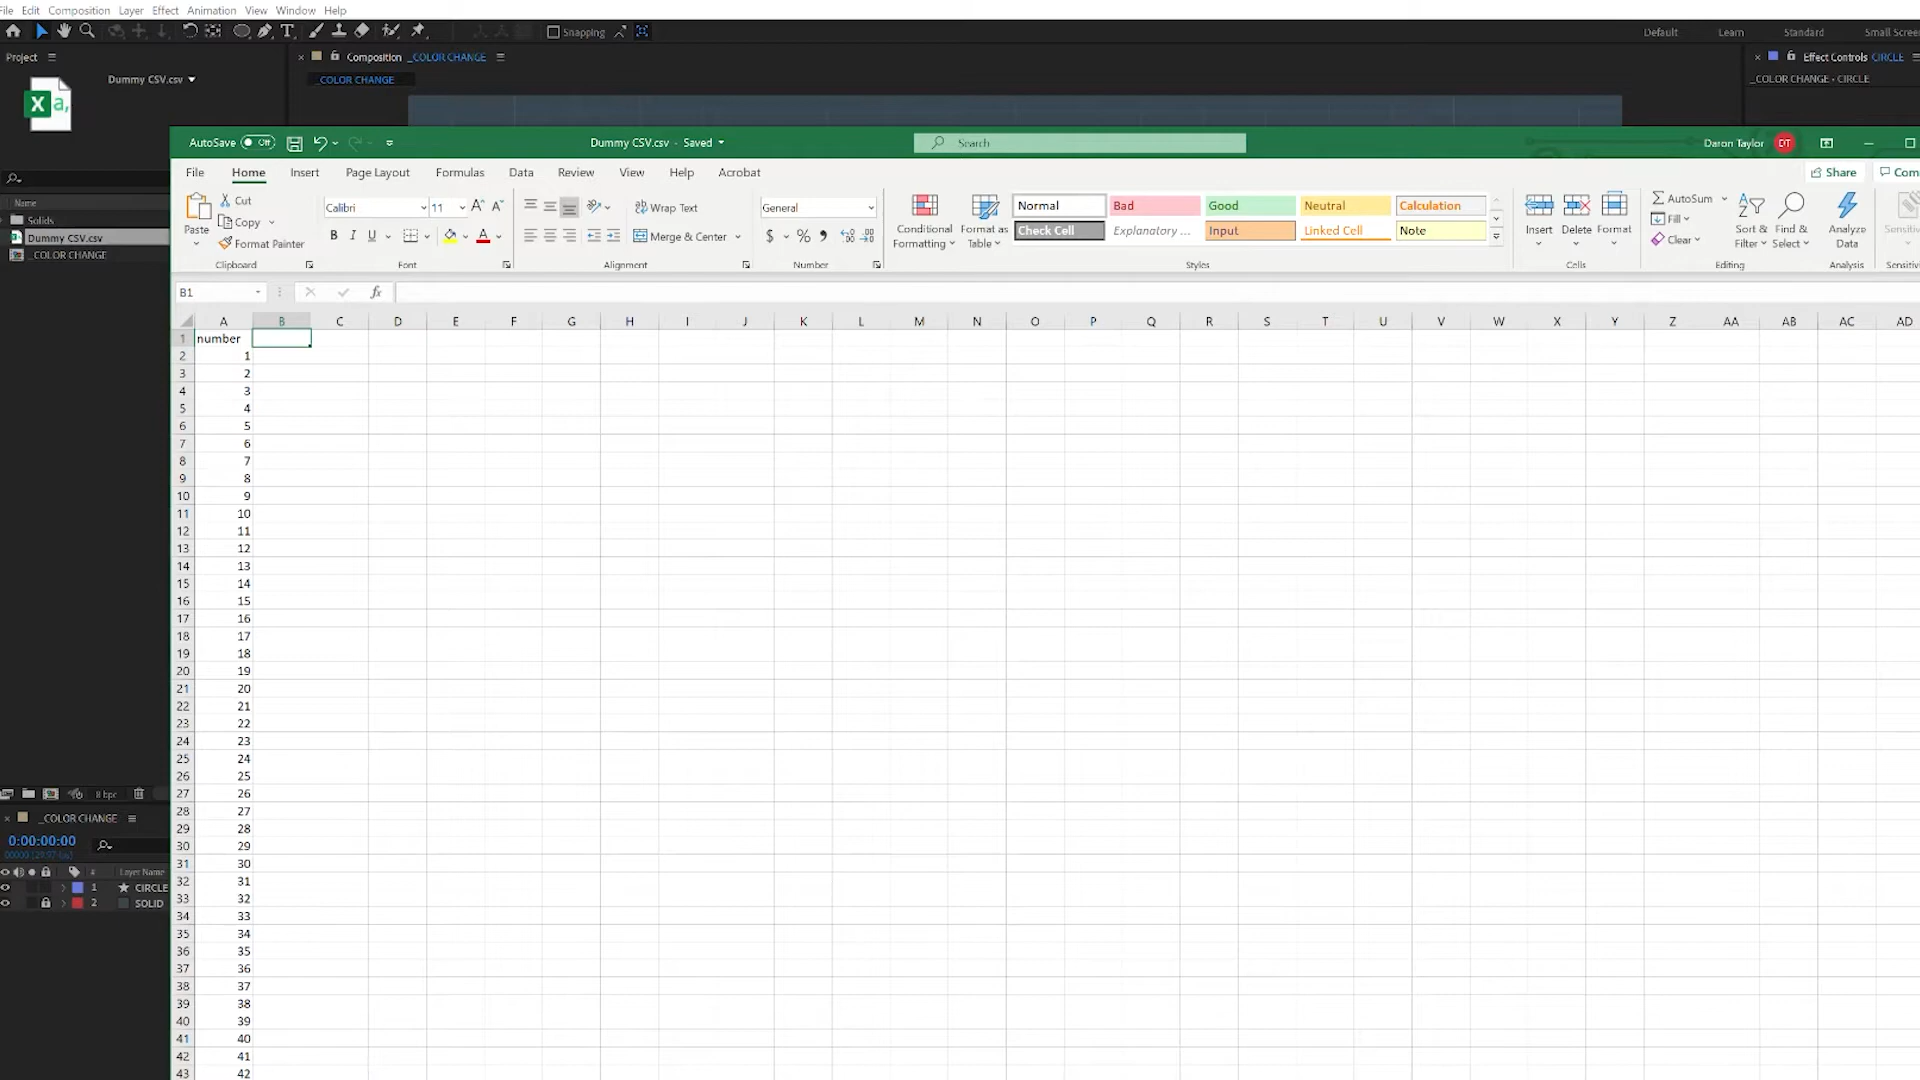 File Edit Composition Layer Effect Animation View Window Help
Snapping
Default Learn Standard Small Scree
Project
Composition _COLOR CHANGE
Effect Controls CIRCLE
Dummy CSV.csv
_COLOR CHANGE
_COLOR CHANGE • CIRCLE
X a,
AutoSave Off
Dummy CSV.csv - Saved
Search
Daron Taylor DT
File Home Insert Page Layout Formulas Data Review View Help Acrobat
Share Com
Name
Solids
Dummy CSV.csv
_COLOR CHANGE
Paste
Cut
Copy
Format Painter
Clipboard
Calibri 11
B I U
Font
Wrap Text
Merge & Center
Alignment
General
$ % 9
Number
Conditional Formatting
Format as Table
Normal Bad Good Neutral Calculation
Check Cell Explanatory ... Input Linked Cell Note
Styles
Insert Delete Format
Cells
AutoSum
Fill
Clear
Sort & Filter
Find & Select
Editing
Analyze Data
Analysis
Sensitivi
Sensitivi
B1
fx
A B C D E F G H I J K L M N O P Q R S T U V W X Y Z AA AB AC AD
1 number
2 1
3 2
4 3
5 4
6 5
7 6
8 7
9 8
10 9
11 10
12 11
13 12
14 13
15 14
16 15
17 16
18 17
19 18
20 19
21 20
22 21
23 22
24 23
25 24
26 25
27 26
28 27
29 28
30 29
31 30
32 31
33 32
34 33
35 34
36 35
37 36
38 37
39 38
40 39
41 40
42 41
43 42
8 bpc
_COLOR CHANGE
0:00:00:00
00000 (29.97 fps)
# Layer Name
1 CIRCLE
2 SOLID